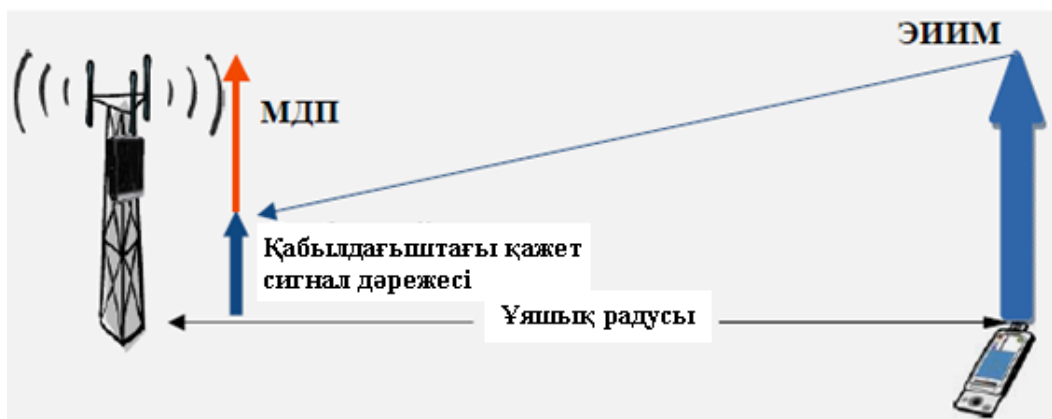 ЭИИМ
МДП
Қабылдағыштағы қажет
сигнал дәрежесі
Ұяшық радусы